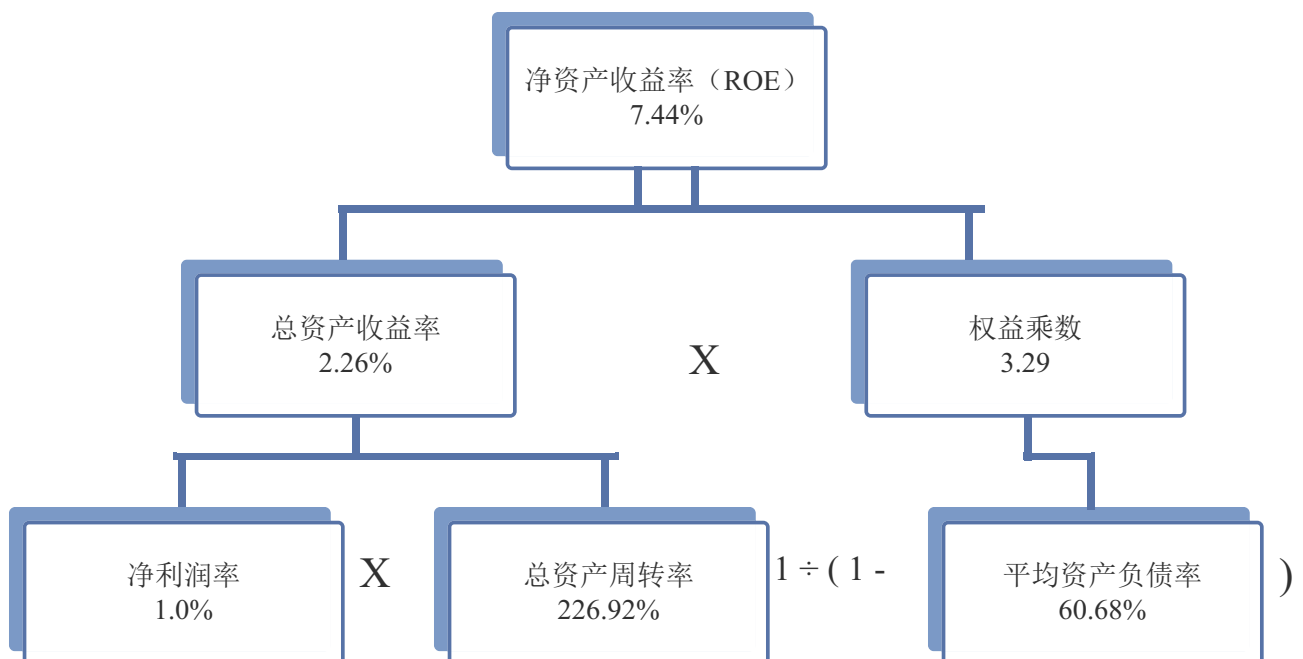 净资产收益率（ROE）
7.44%
总资产收益率
2.26%
X
权益乘数
3.29
净利润率
1.0%
X
总资产周转率
226.92%
1 ÷ ( 1 -
平均资产负债率
60.68%
)